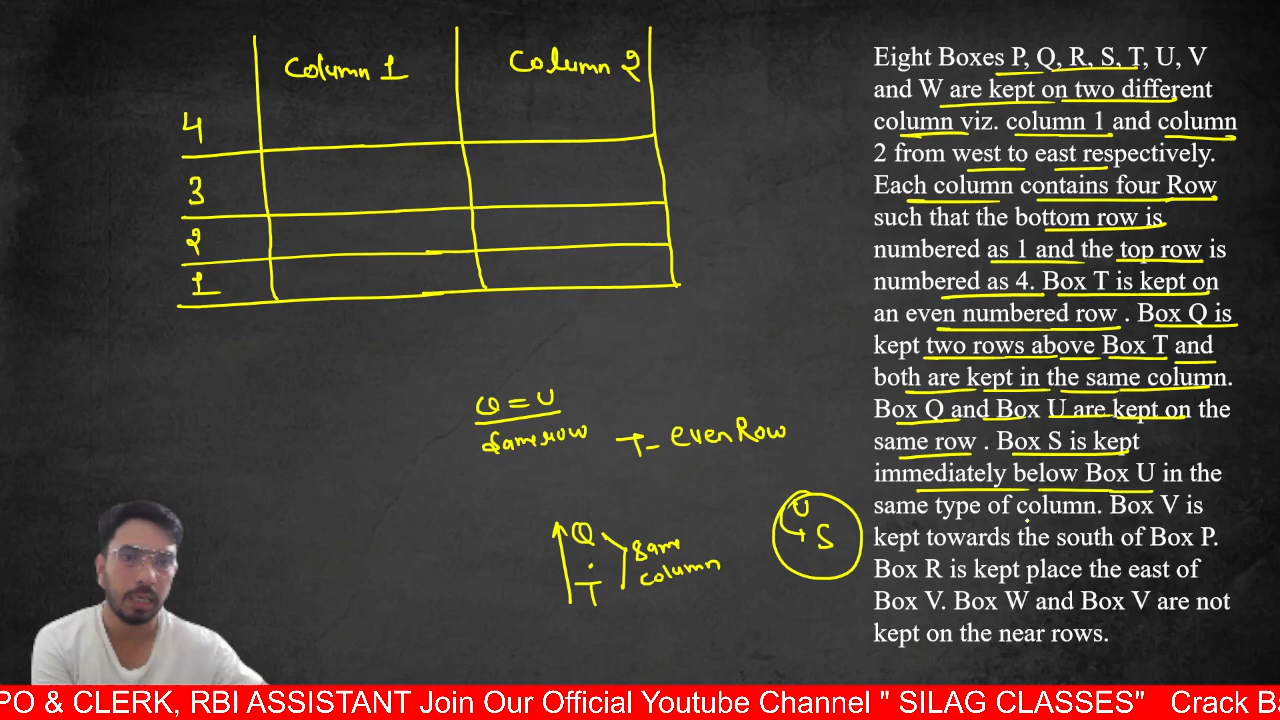 Column 1
Column 2
4
3
2
1
Q = U
Same row
T - even Row
Q
T
Same
column
U
S
Eight Boxes P, Q, R, S, T, U, V
and W are kept on two different
column viz. column 1 and column
2 from west to east respectively.
Each column contains four Row
such that the bottom row is
numbered as 1 and the top row is
numbered as 4. Box T is kept on
an even numbered row . Box Q is
kept two rows above Box T and
both are kept in the same column.
Box Q and Box U are kept on the
same row . Box S is kept
immediately below Box U in the
same type of column. Box V is
kept towards the south of Box P.
Box R is kept place the east of
Box V. Box W and Box V are not
kept on the near rows.
PO & CLERK, RBI ASSISTANT Join Our Official Youtube Channel " SILAG CLASSES" Crack Ba